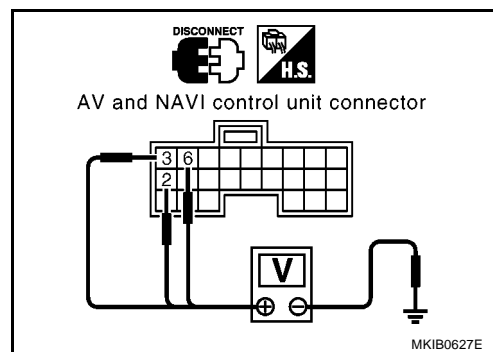 DISCONNECT
H.S.
AV and NAVI control unit connector
3 6
2
V
+ −
MKIB0627E